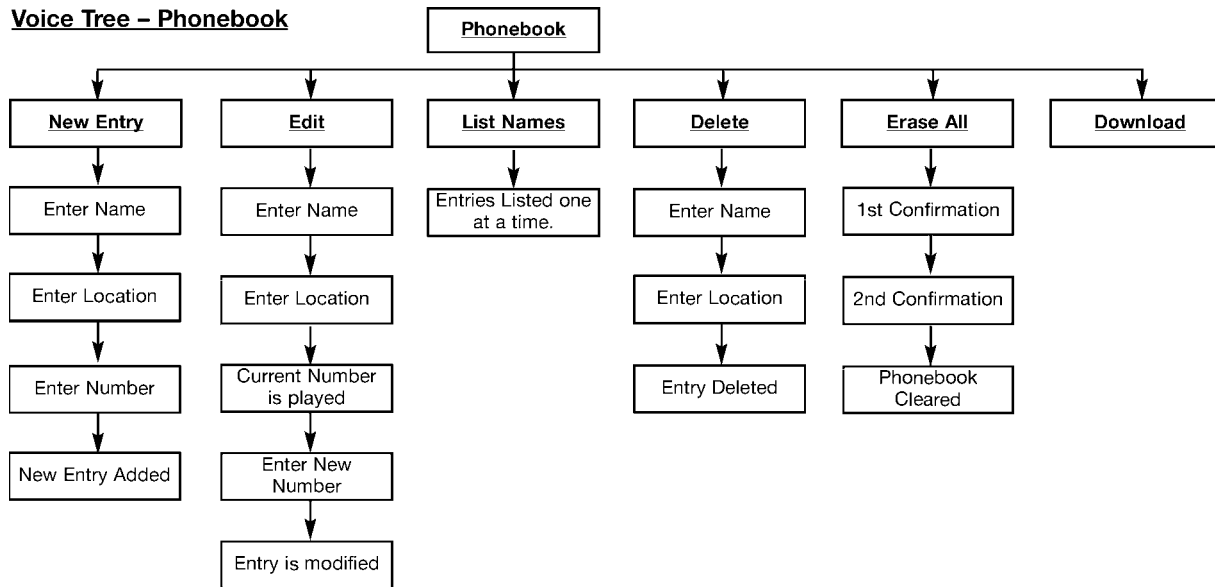 Voice Tree – Phonebook
Phonebook
New Entry
Edit
List Names
Delete
Erase All
Download
Enter Name
Enter Name
Entries Listed one
at a time.
Enter Name
1st Confirmation
Enter Location
Enter Location
Enter Location
2nd Confirmation
Enter Number
Current Number
is played
Entry Deleted
Phonebook
Cleared
New Entry Added
Enter New
Number
Entry is modified